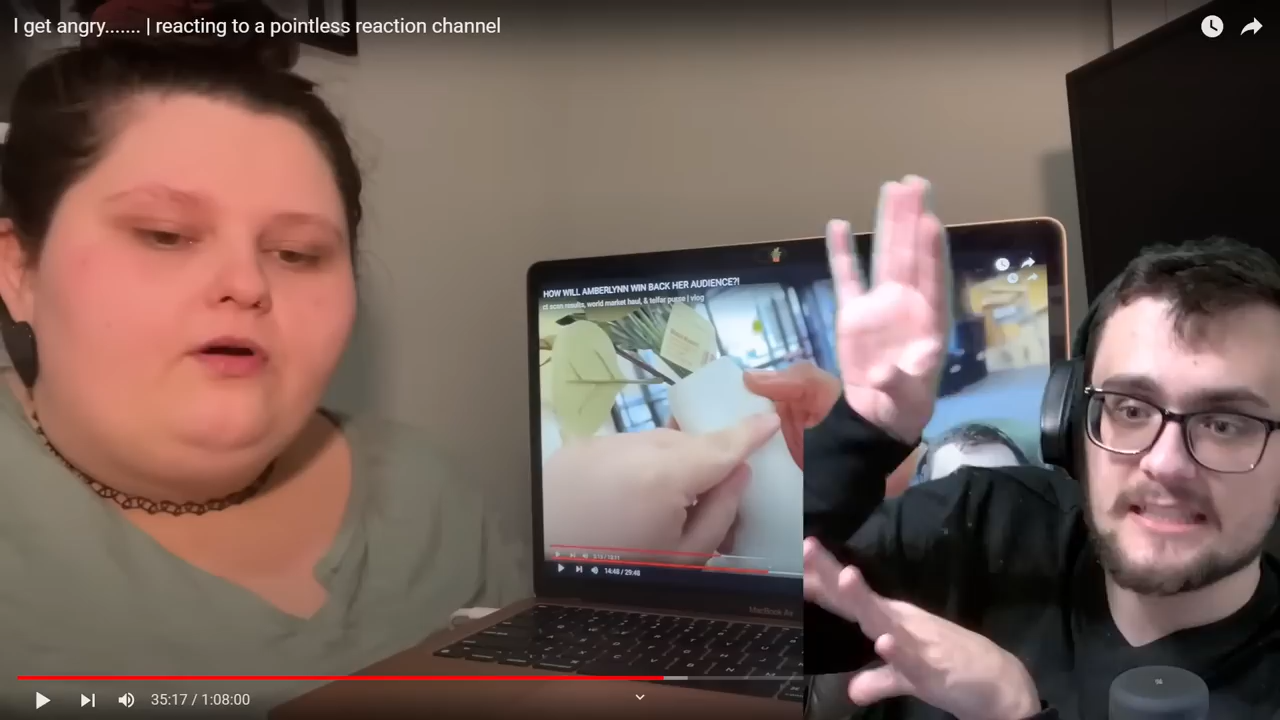 I get angry....... | reacting to a pointless reaction channel
HOW WILL AMBERLYNN WIN BACK HER AUDIENCE?!
ct scan results, world market haul, & telfar purse | vlog
14:48 / 29:48
MacBook Air
35:17 / 1:08:00